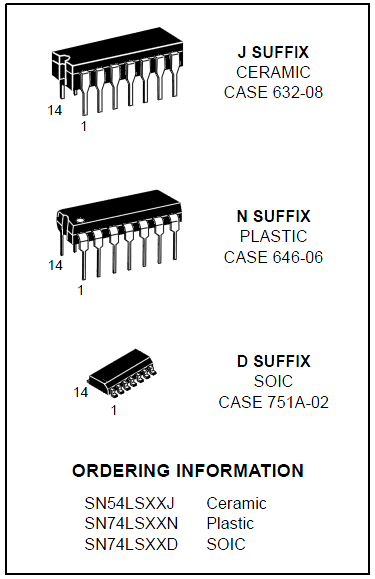 J SUFFIX
CERAMIC
CASE 632-08
14
1
N SUFFIX
PLASTIC
CASE 646-06
14
1
D SUFFIX
SOIC
CASE 751A-02
14
1
ORDERING INFORMATION
SN54LSXXJ Ceramic
SN74LSXXN Plastic
SN74LSXXD SOIC